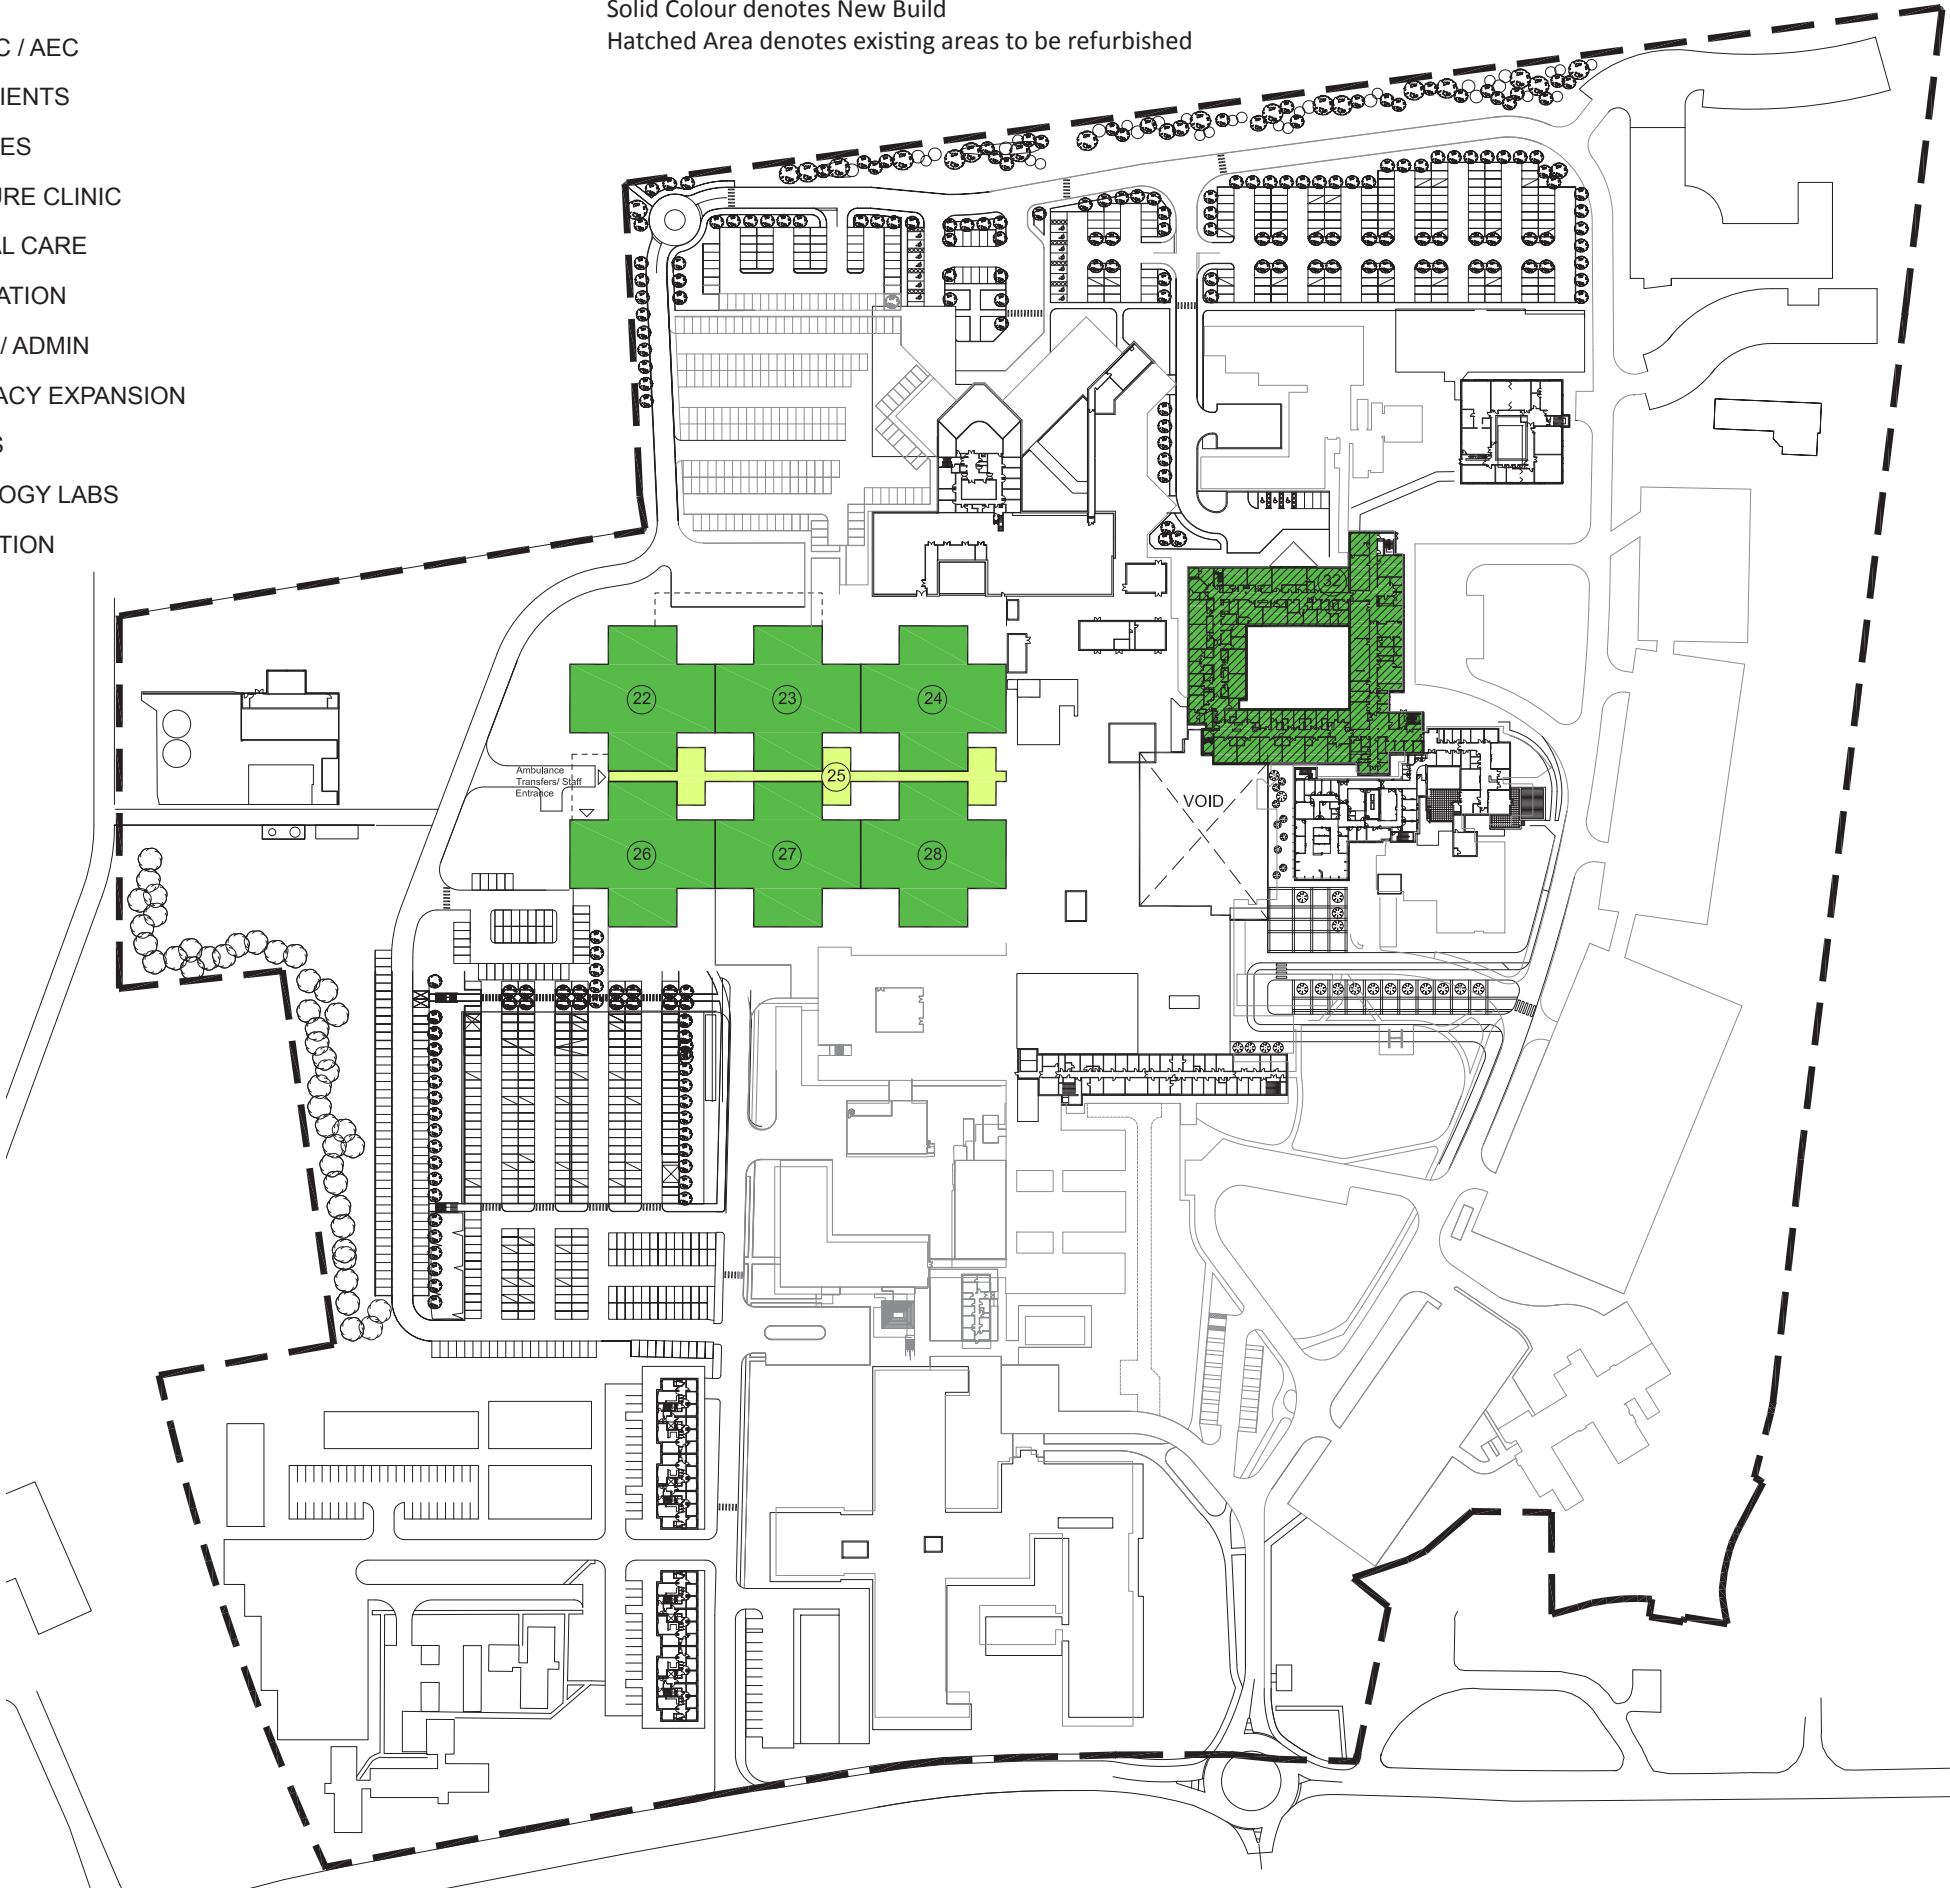 Solid Colour denotes New Build
Hatched Area denotes existing areas to be refurbished
C / AEC
IENTS
ES
URE CLINIC
AL CARE
ATION
/ ADMIN
ACY EXPANSION
S
OGY LABS
TION
32
22
23
24
25
Ambulance
Transfers/ Staff
Entrance
VOID
26
27
28
H